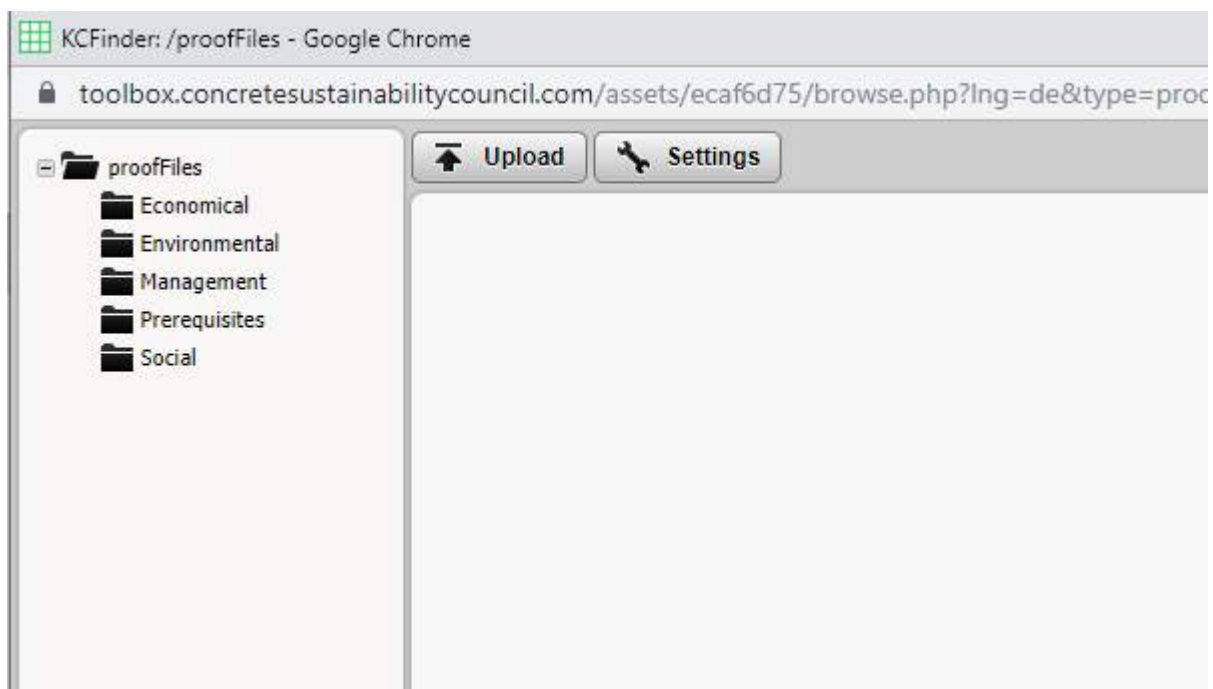 KCFinder: /proofFiles - Google Chrome
toolbox.concretesustainabilitycouncil.com/assets/ecaf6d75/browse.php?lng=de&type=proo
proofFiles
Upload
Settings
Economical
Environmental
Management
Prerequisites
Social